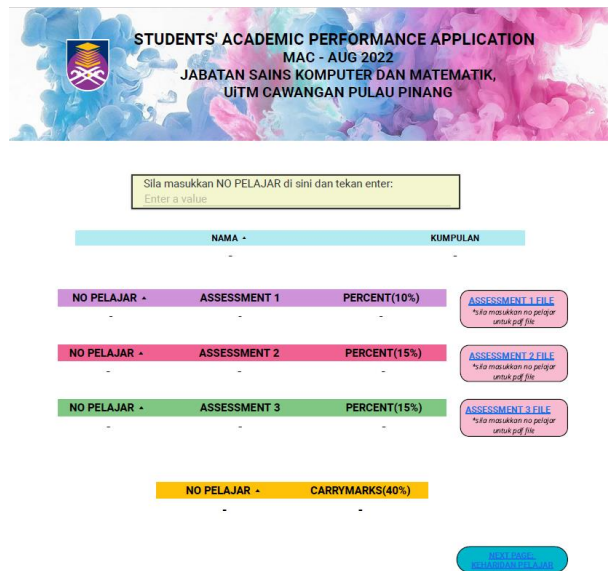 STUDENTS' ACADEMIC PERFORMANCE APPLICATION
MAC - AUG 2022
JABATAN SAINS KOMPUTER DAN MATEMATIK,
UiTM CAWANGAN PULAU PINANG
Sila masukkan NO PELAJAR di sini dan tekan enter:
Enter a value
NAMA KUMPULAN
- -
NO PELAJAR ASSESSMENT 1 PERCENT(10%)
- - -
ASSESSMENT 1 FILE
*sila masukkan no pelajar
untuk pdf file
NO PELAJAR ASSESSMENT 2 PERCENT(15%)
- - -
ASSESSMENT 2 FILE
*sila masukkan no pelajar
untuk pdf file
NO PELAJAR ASSESSMENT 3 PERCENT(15%)
- - -
ASSESSMENT 3 FILE
*sila masukkan no pelajar
untuk pdf file
NO PELAJAR CARRYMARKS(40%)
- -
NEXT PAGE:
KEHADIRAN PELAJAR